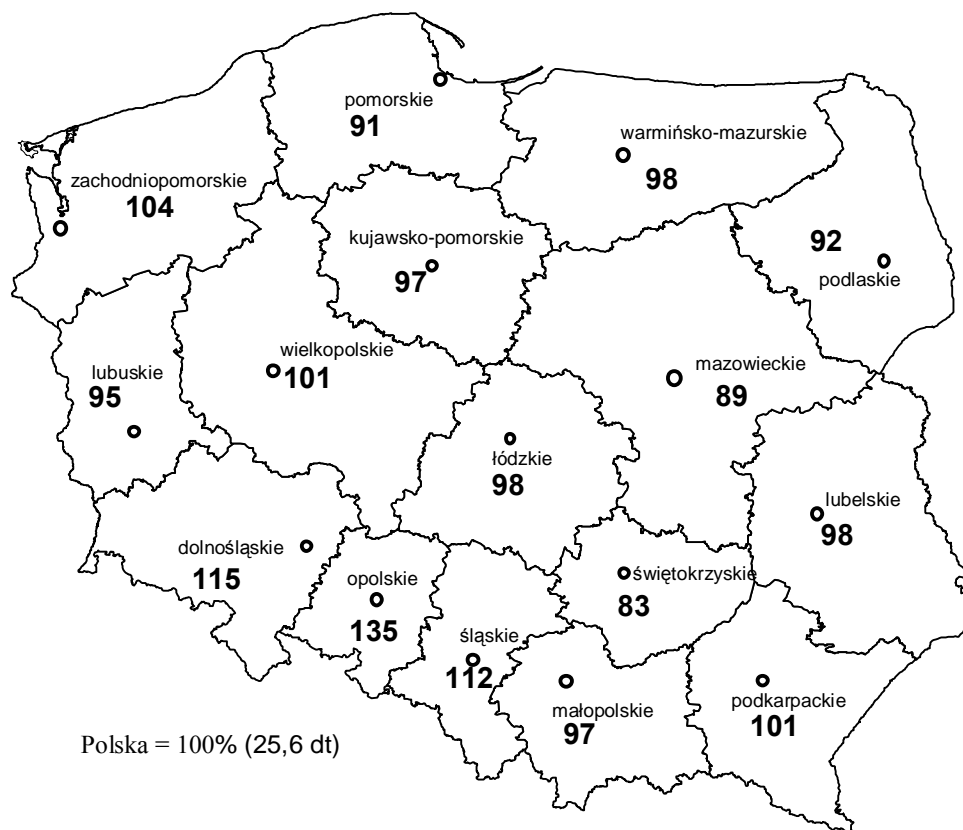 pomorskie
91
warmińsko-mazurskie
98
zachodniopomorskie
104
kujawsko-pomorskie
97
92
podlaskie
wielkopolskie
101
mazowieckie
89
lubuskie
95
łódzkie
98
lubelskie
98
dolnośląskie
115
opolskie
135
świętokrzyskie
83
śląskie
112
małopolskie
97
podkarpackie
101
Polska = 100% (25,6 dt)